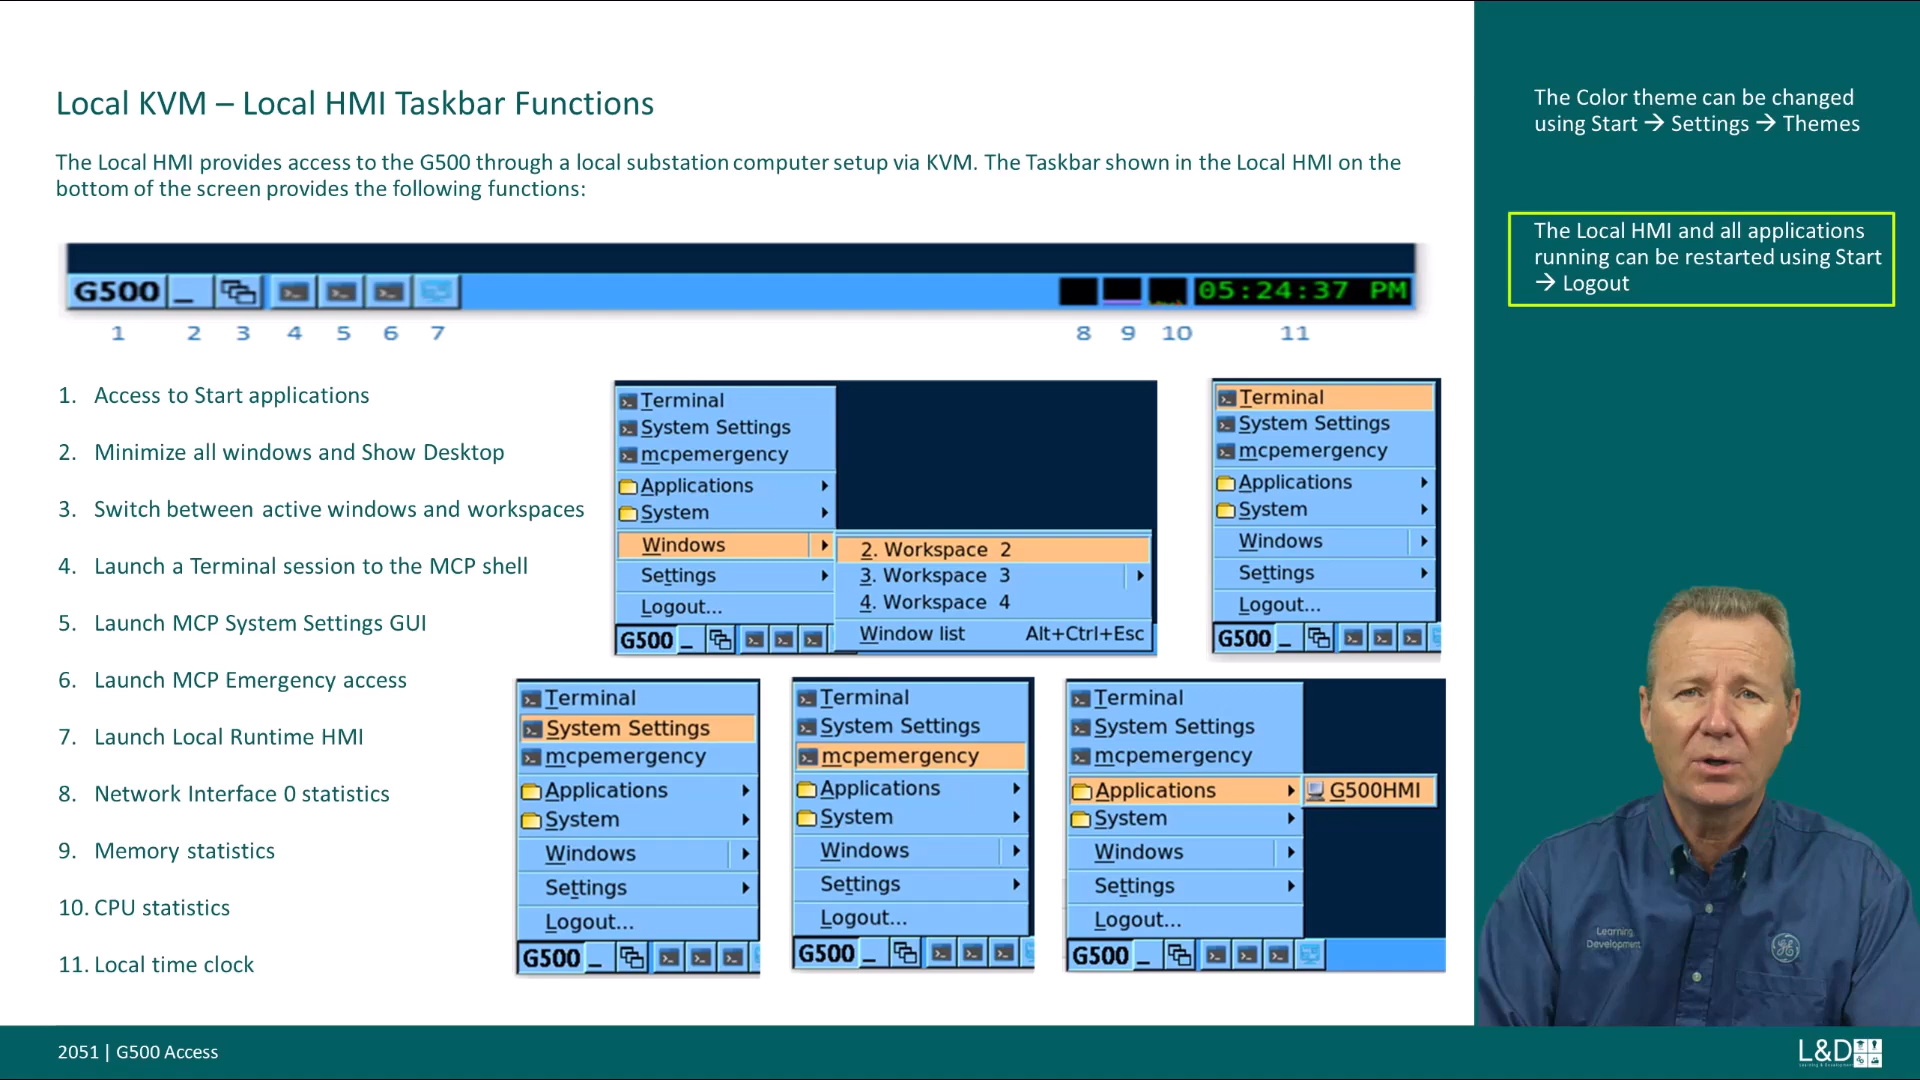 Local KVM – Local HMI Taskbar Functions
The Local HMI provides access to the G500 through a local substation computer setup via KVM. The Taskbar shown in the Local HMI on the
bottom of the screen provides the following functions:
G500 _ 05:24:37 PM
1 2 3 4 5 6 7 8 9 10 11
1. Access to Start applications
2. Minimize all windows and Show Desktop
3. Switch between active windows and workspaces
4. Launch a Terminal session to the MCP shell
5. Launch MCP System Settings GUI
6. Launch MCP Emergency access
7. Launch Local Runtime HMI
8. Network Interface 0 statistics
9. Memory statistics
10. CPU statistics
11. Local time clock
Terminal
System Settings
mcpemergency
Applications
System
Windows
Settings
Logout...
G500 _
2. Workspace 2
3. Workspace 3
4. Workspace 4
Window list Alt+Ctrl+Esc
Terminal
System Settings
mcpemergency
Applications
System
Windows
Settings
Logout...
G500 _
Terminal
System Settings
mcpemergency
Applications
System
Windows
Settings
Logout...
G500 _
Terminal
System Settings
mcpemergency
Applications
System
Windows
Settings
Logout...
G500 _
Terminal
System Settings
mcpemergency
Applications
G500HMI
System
Windows
Settings
Logout...
G500 _
The Color theme can be changed
using Start → Settings → Themes
The Local HMI and all applications
running can be restarted using Start
→ Logout
Learning
Development
2051 | G500 Access
L&D